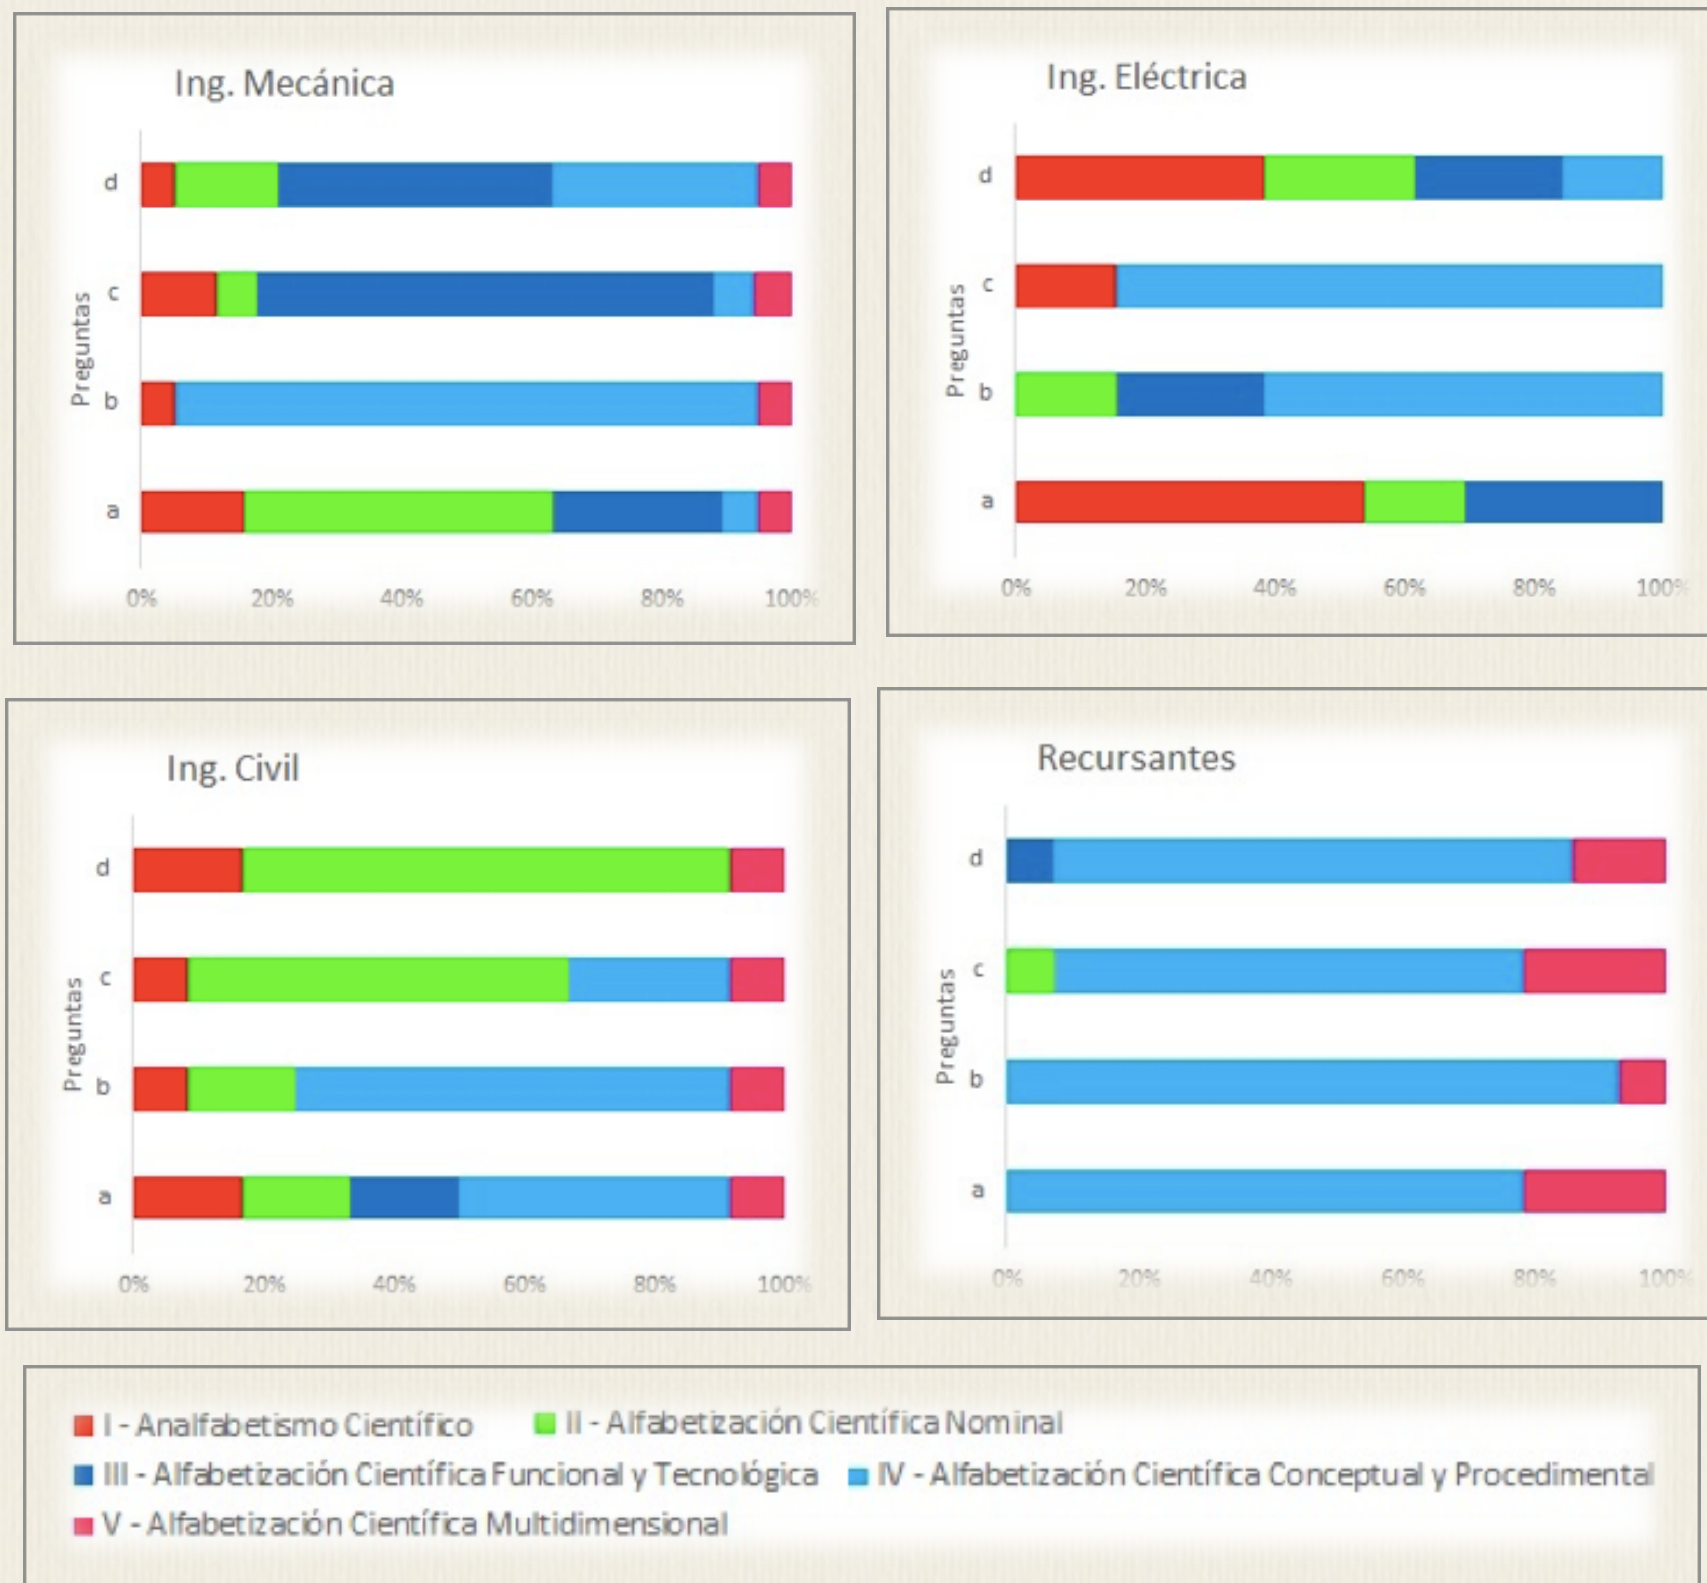 Ing. Mecánica
d
c
b
a
Preguntas
0% 20% 40% 60% 80% 100%
Ing. Eléctrica
d
c
b
a
Preguntas
0% 20% 40% 60% 80% 100%
Ing. Civil
d
c
b
a
Preguntas
0% 20% 40% 60% 80% 100%
Recursantes
d
c
b
a
Preguntas
0% 20% 40% 60% 80% 100%
I - Analfabetismo Científico II - Alfabetización Científica Nominal
III - Alfabetización Científica Funcional y Tecnológica IV - Alfabetización Científica Conceptual y Procedimental
V - Alfabetización Científica Multidimensional